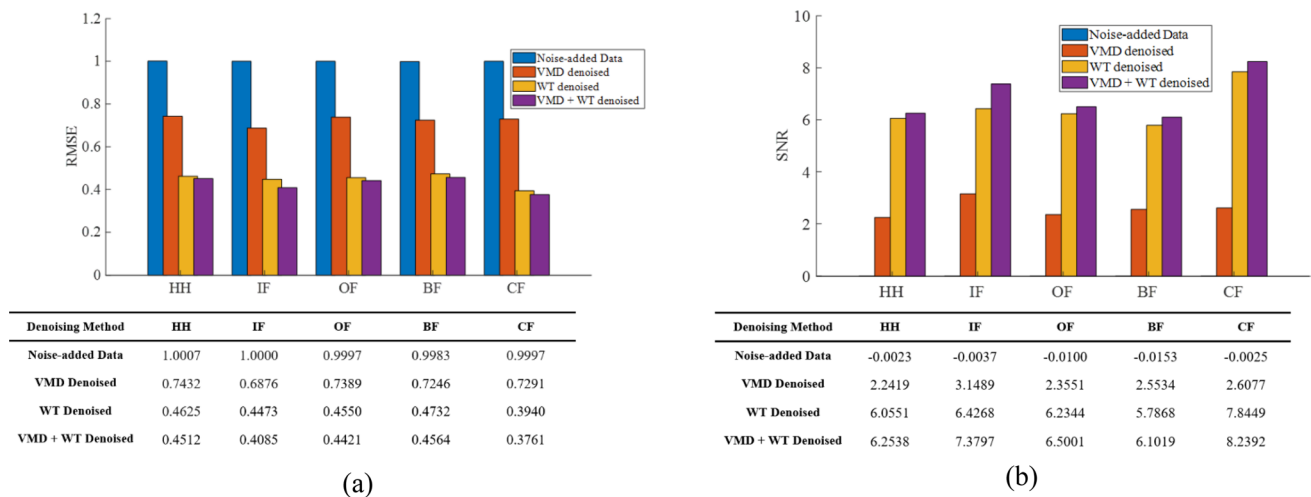 1.2
1
0.8
0.6
0.4
0.2
0
RMSE
Noise-added Data
VMD denoised
WT denoised
VMD + WT denoised
HH IF OF BF CF
Denoising Method HH IF OF BF CF
Noise-added Data 1.0007 1.0000 0.9997 0.9983 0.9997
VMD Denoised 0.7432 0.6876 0.7389 0.7246 0.7291
WT Denoised 0.4625 0.4473 0.4550 0.4732 0.3940
VMD + WT Denoised 0.4512 0.4085 0.4421 0.4564 0.3761
(a)
10
8
6
4
2
0
SNR
Noise-added Data
VMD denoised
WT denoised
VMD + WT denoised
HH IF OF BF CF
Denoising Method HH IF OF BF CF
Noise-added Data -0.0023 -0.0037 -0.0100 -0.0153 -0.0025
VMD Denoised 2.2419 3.1489 2.3551 2.5534 2.6077
WT Denoised 6.0551 6.4268 6.2344 5.7868 7.8449
VMD + WT Denoised 6.2538 7.3797 6.5001 6.1019 8.2392
(b)